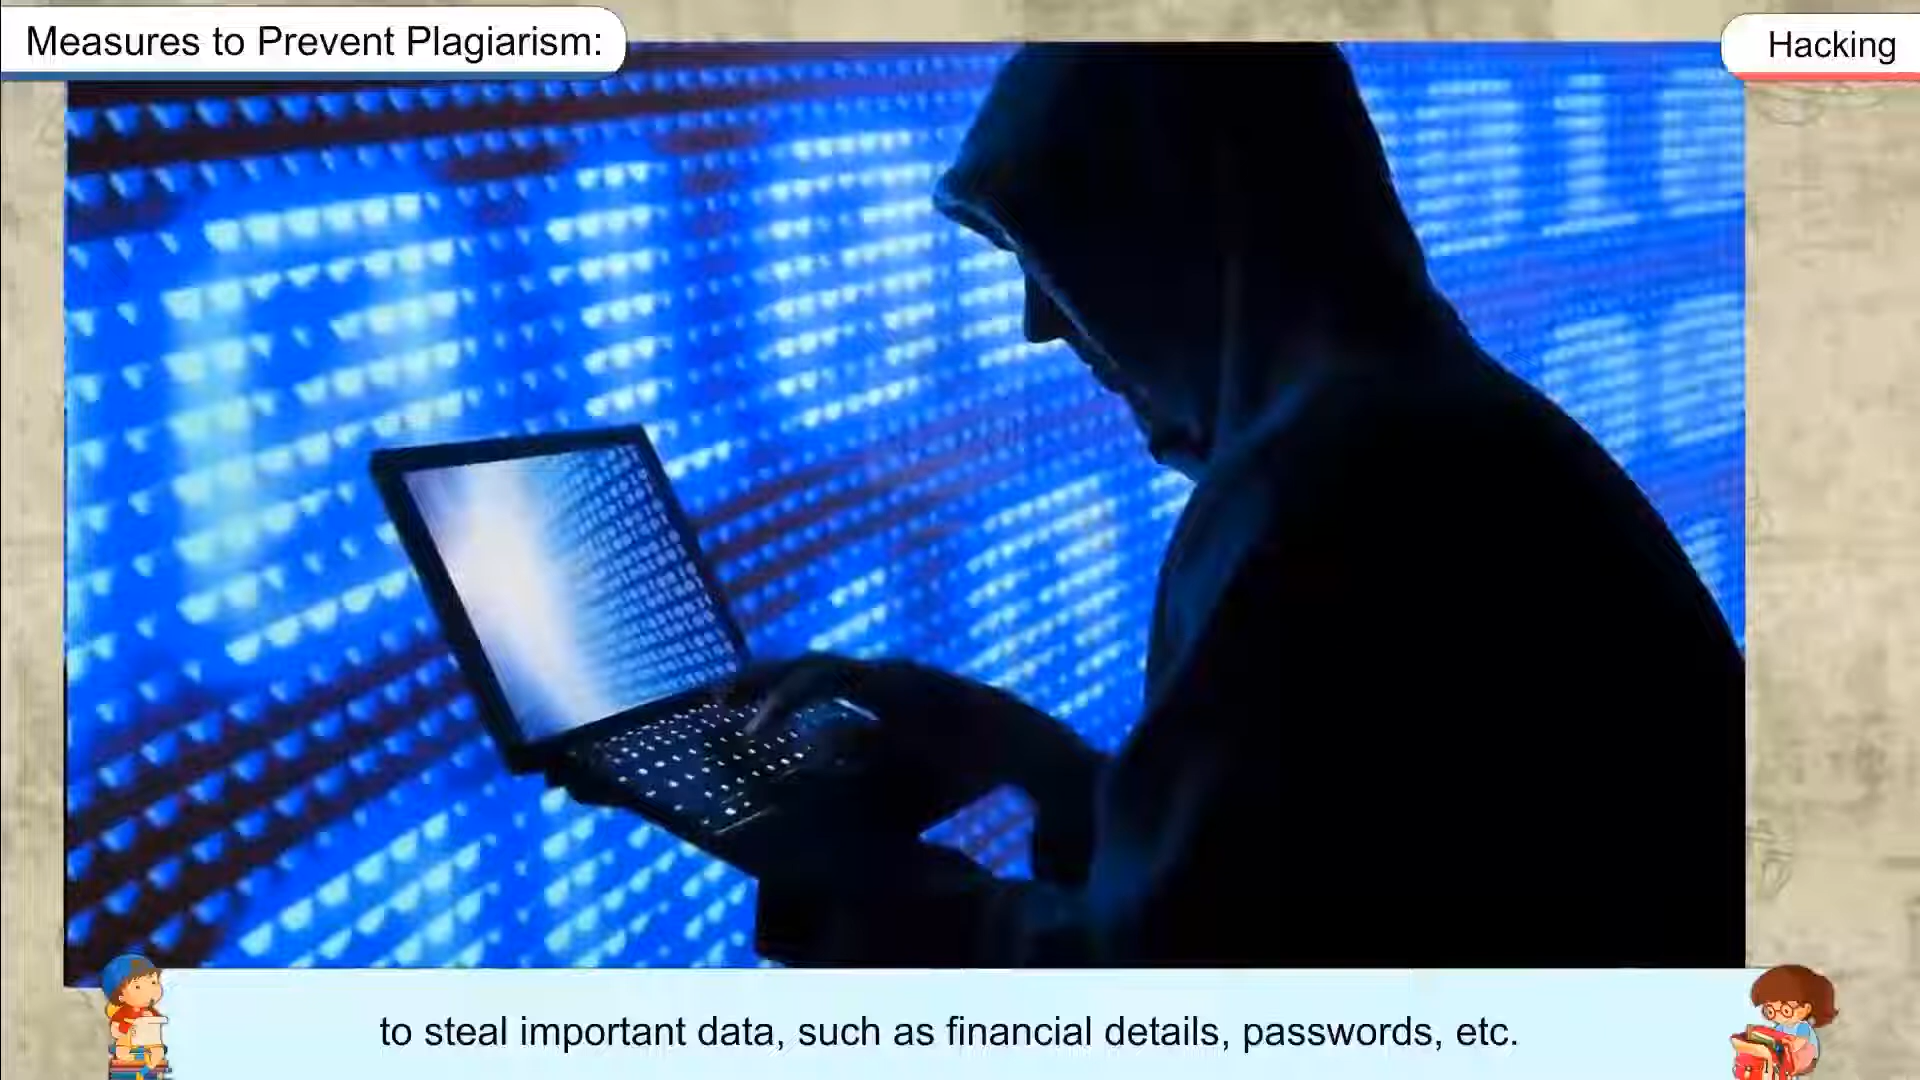 Measures to Prevent Plagiarism:
Hacking
to steal important data, such as financial details, passwords, etc.